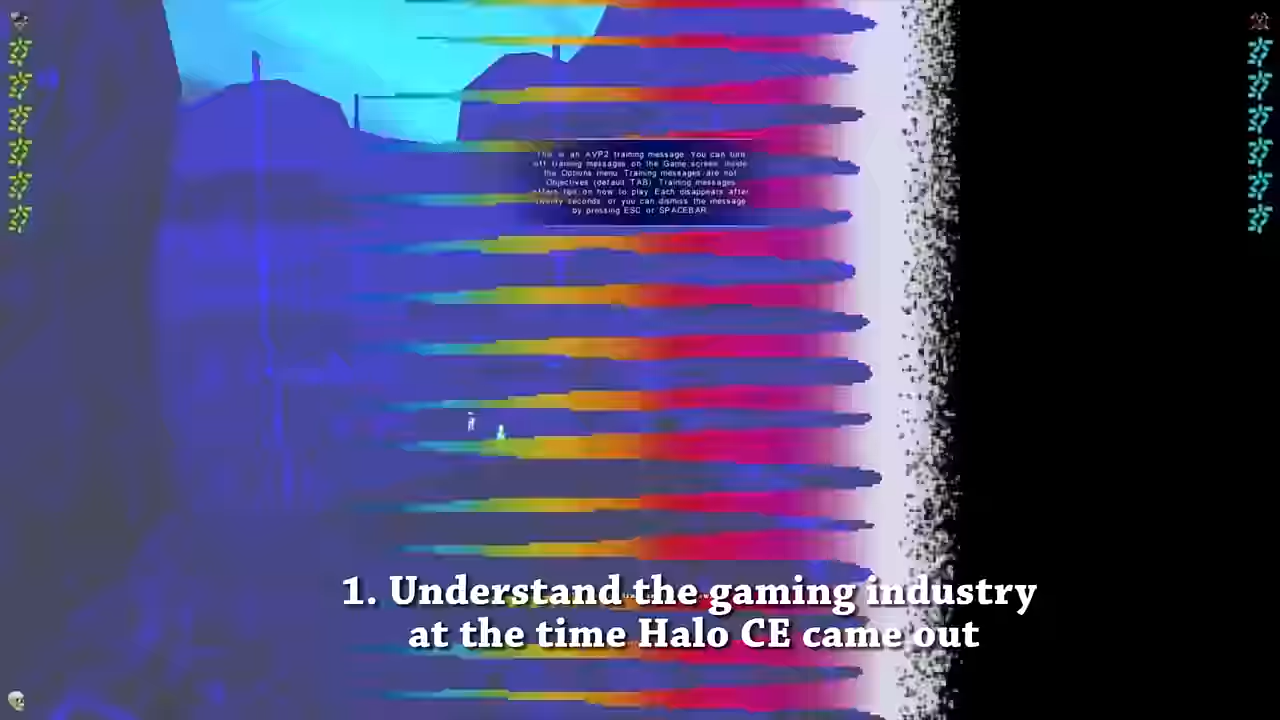 This is an AVP2 training message. You can turn
off training messages on the Game screen inside
the Options menu. Training messages are not
Objectives (default TAB). Training messages
offers tips on how to play. Each disappears after
twenty seconds, or you can dismiss the message
by pressing ESC or SPACEBAR.
1. Understand the gaming industry
at the time Halo CE came out